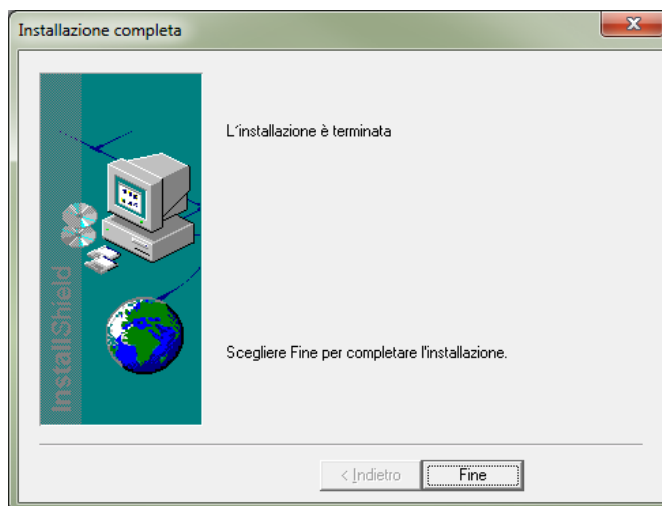 Installazione completa
L'installazione è terminata
InstallShield
Scegliere Fine per completare l'installazione.
< Indietro
Fine